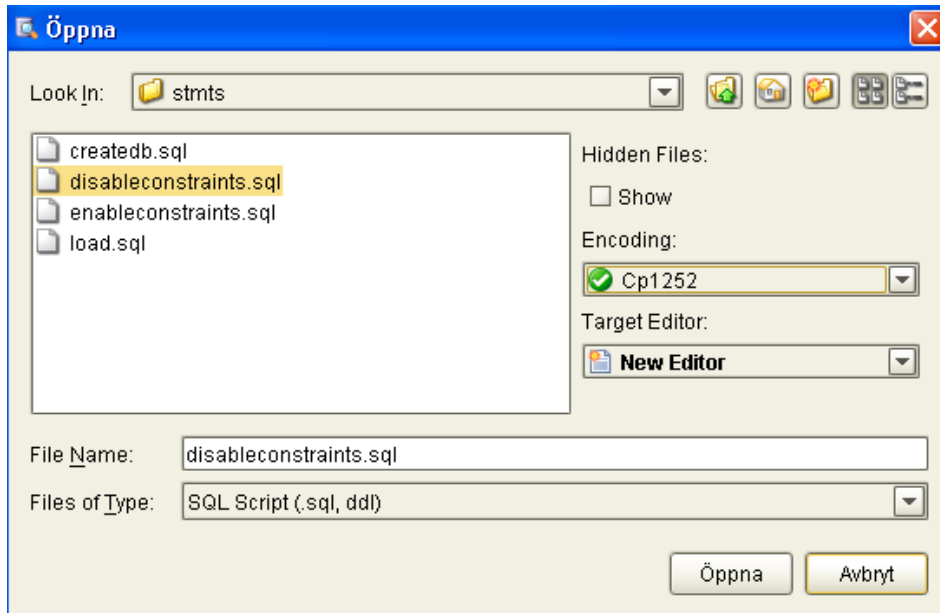 Öppna
Look In: stmts
createdb.sql
disableconstraints.sql
enableconstraints.sql
load.sql
Hidden Files:
Show
Encoding:
Cp1252
Target Editor:
New Editor
File Name: disableconstraints.sql
Files of Type: SQL Script (.sql, ddl)
Öppna Avbryt